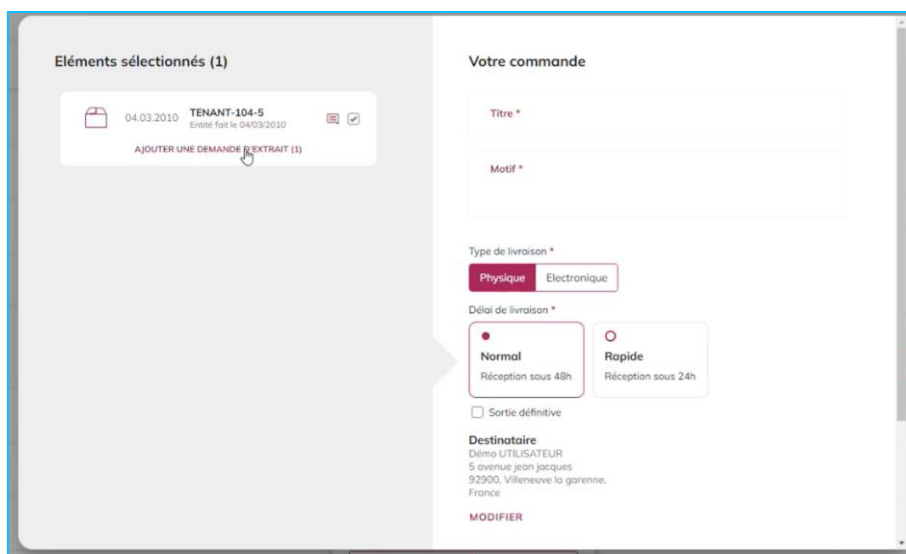 Eléments sélectionnés (1)
04.03.2010
TENANT-104-5
Entité fait le 04/03/2010
AJOUTER UNE DEMANDE D'EXTRAIT (1)
Votre commande
Titre *
Motif *
Type de livraison *
Physique Electronique
Délai de livraison *
Normal
Réception sous 48h
Rapide
Réception sous 24h
Sortie définitive
Destinataire
Démo UTILISATEUR
5 avenue jean jacques
92900, Villeneuve la garenne,
France
MODIFIER